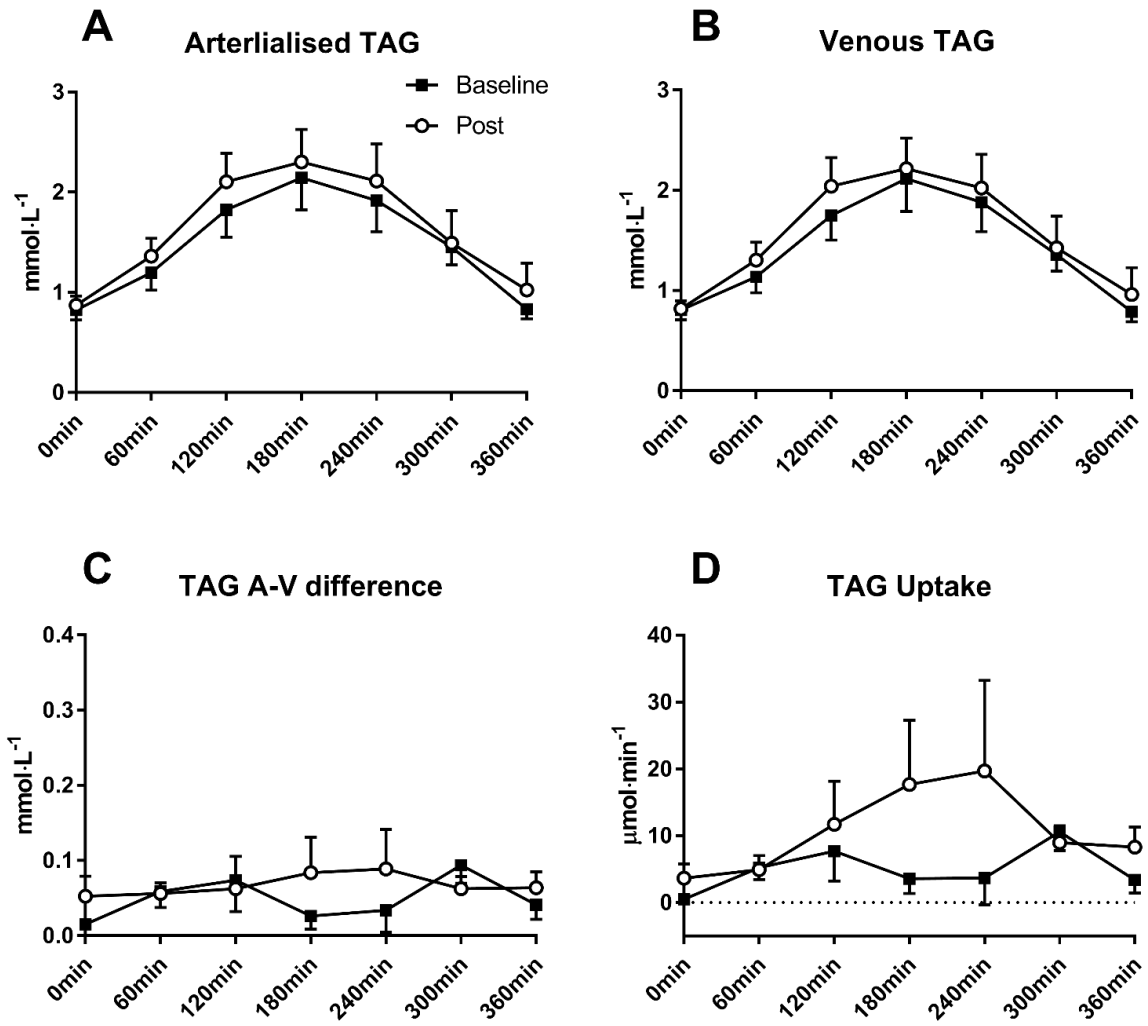 A
Arterlialised TAG
Baseline
Post
mmol·L⁻¹
3
2
1
0
0min
60min
120min
180min
240min
300min
360min
B
Venous TAG
mmol·L⁻¹
3
2
1
0
0min
60min
120min
180min
240min
300min
360min
C
TAG A-V difference
mmol·L⁻¹
0.4
0.3
0.2
0.1
0.0
0min
60min
120min
180min
240min
300min
360min
D
TAG Uptake
μmol·min⁻¹
40
30
20
10
0
0min
60min
120min
180min
240min
300min
360min